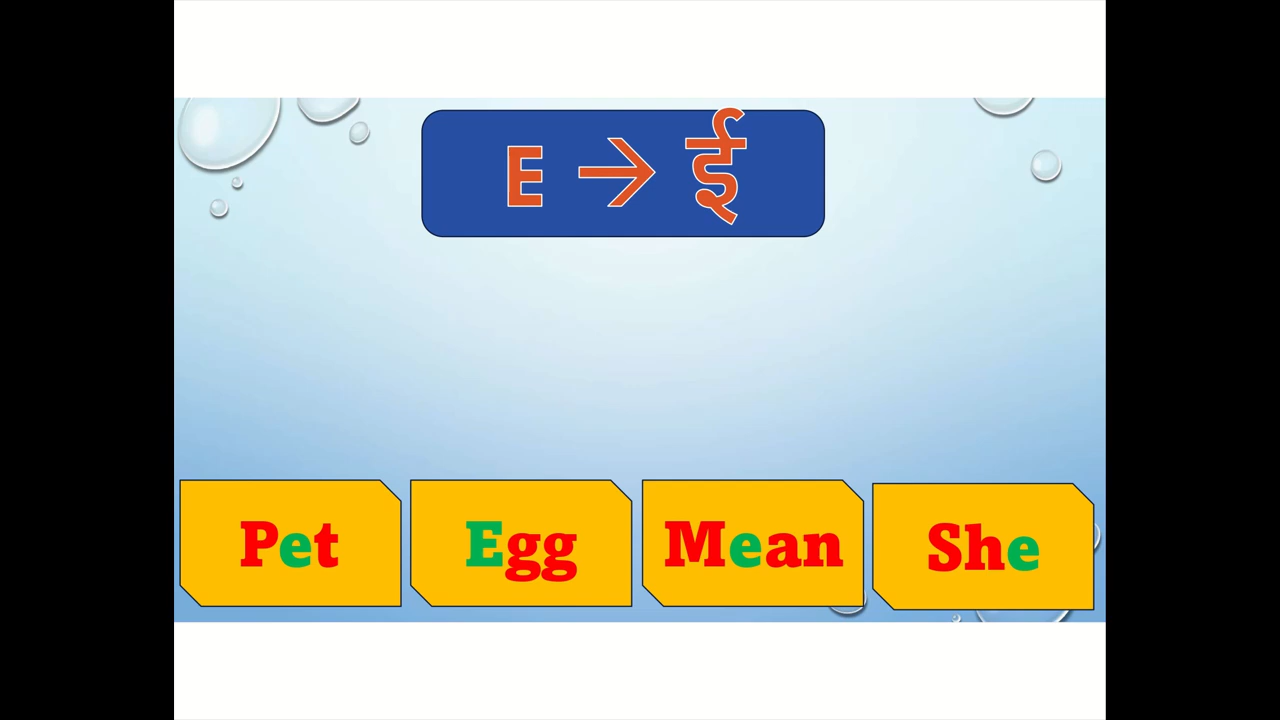 E → ई
Pet Egg Mean She